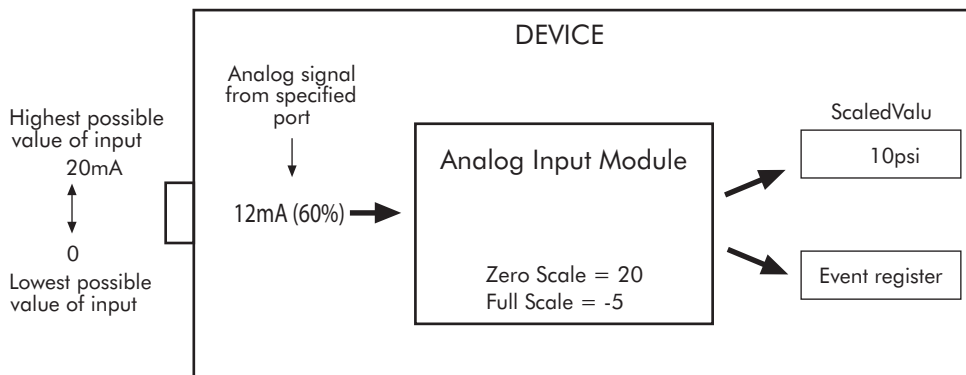 DEVICE
Analog signal
from specified
port
Highest possible
value of input
20mA
0
Lowest possible
value of input
12mA (60%)
Analog Input Module
Zero Scale = 20
Full Scale = -5
ScaledValu
10psi
Event register